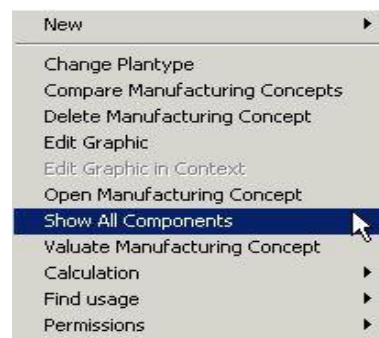 New
Change Plantype
Compare Manufacturing Concepts
Delete Manufacturing Concept
Edit Graphic
Edit Graphic in Context
Open Manufacturing Concept
Show All Components
Valuate Manufacturing Concept
Calculation
Find usage
Permissions